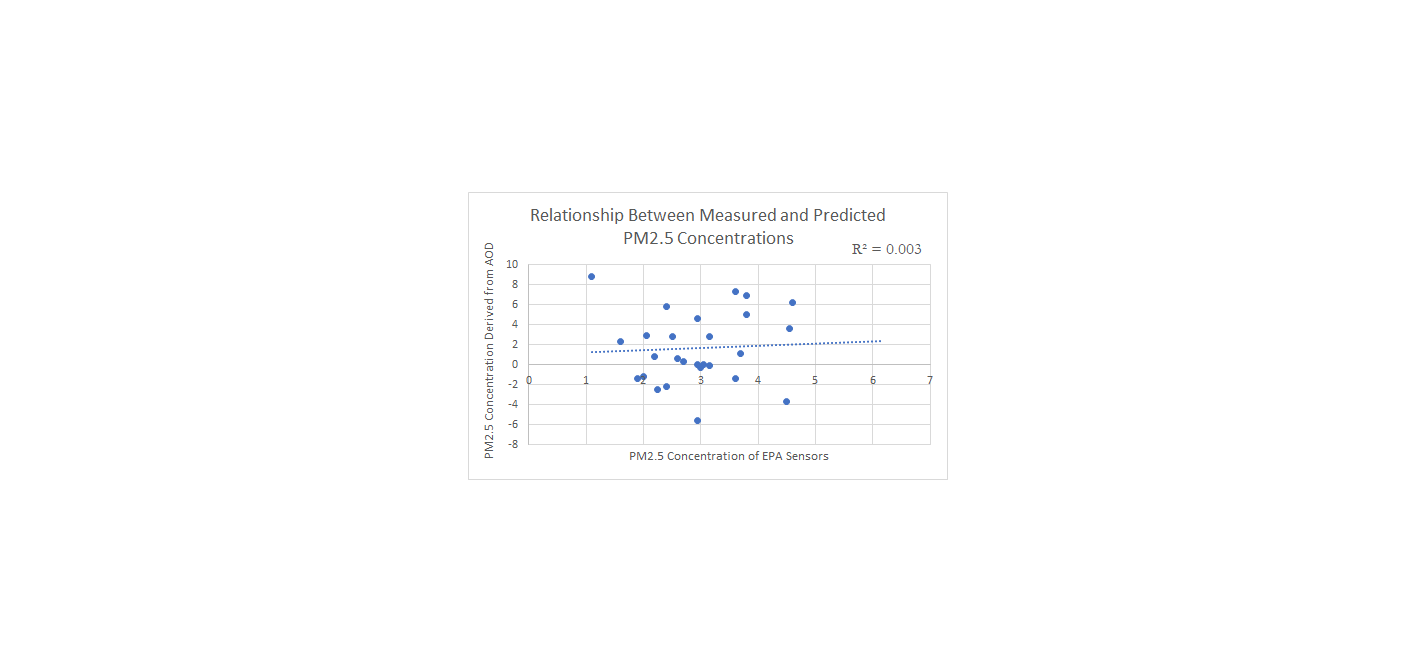 Relationship Between Measured and Predicted
PM2.5 Concentrations
R² = 0.003
PM2.5 Concentration Derived from AOD
10
8
6
4
2
0
-2
-4
-6
-8
0 1 2 3 4 5 6 7
PM2.5 Concentration of EPA Sensors